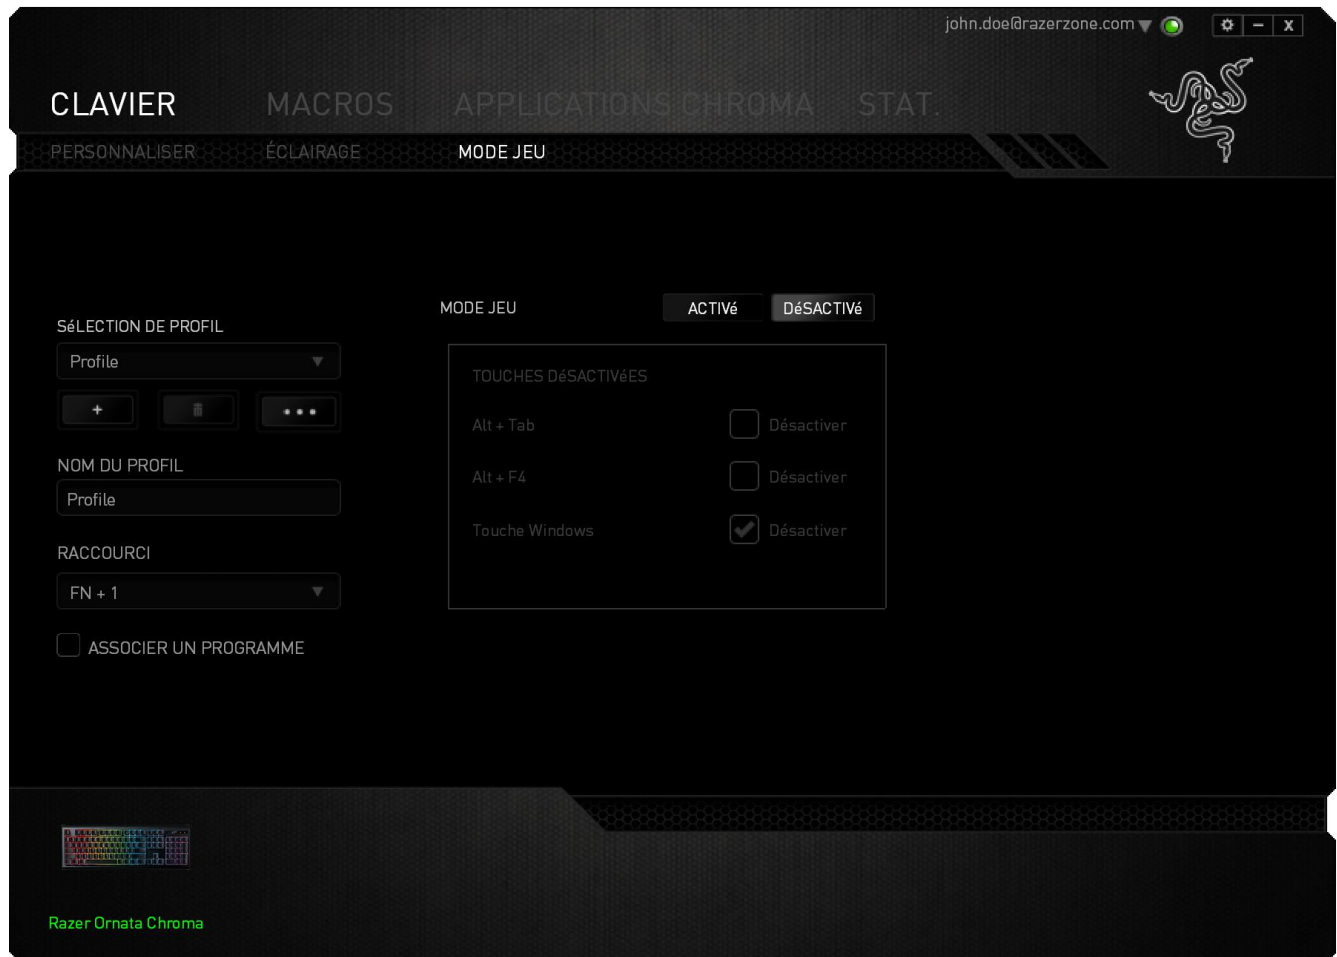 john.doe@razerzone.com
CLAVIER MACROS APPLICATIONS CHROMA STAT.
PERSONNALISER ÉCLAIRAGE MODE JEU
SéLECTION DE PROFIL
Profile
NOM DU PROFIL
Profile
RACCOURCI
FN + 1
ASSOCIER UN PROGRAMME
MODE JEU ACTIVé DéSACTIVé
TOUCHES DéSACTIVéES
Alt + Tab Désactiver
Alt + F4 Désactiver
Touche Windows Désactiver
Razer Ornata Chroma